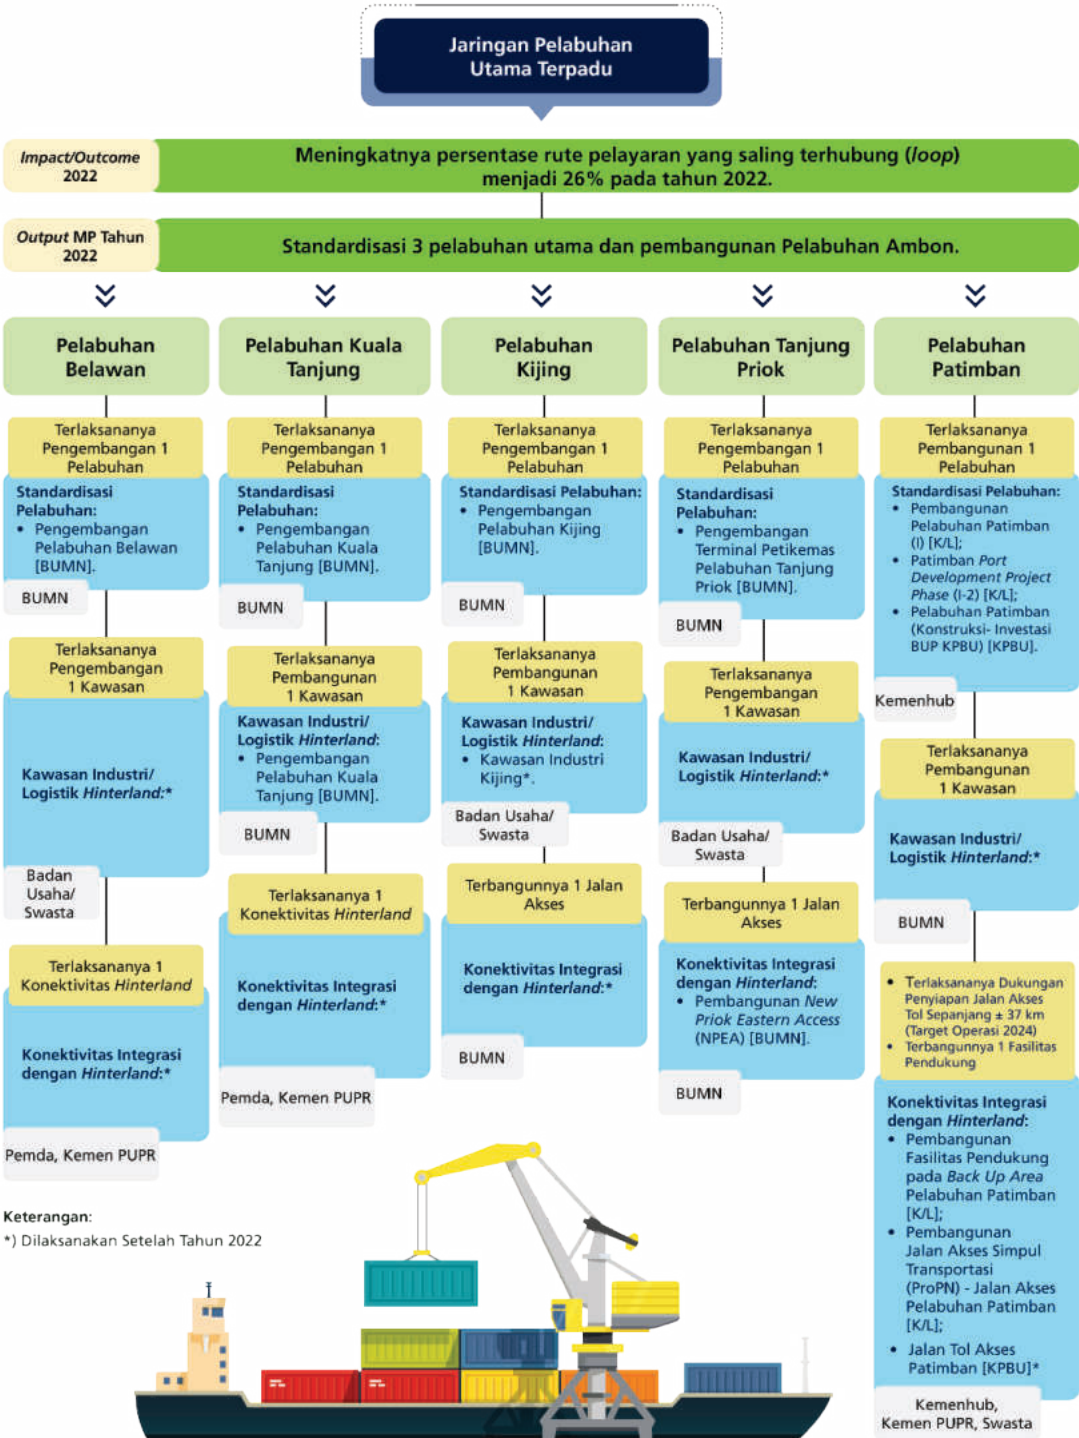 Jaringan Pelabuhan
Utama Terpadu
Impact/Outcome
2022
Meningkatnya persentase rute pelayaran yang saling terhubung (loop)
menjadi 26% pada tahun 2022.
Output MP Tahun
2022
Standardisasi 3 pelabuhan utama dan pembangunan Pelabuhan Ambon.
Pelabuhan
Belawan
Terlaksananya
Pengembangan 1
Pelabuhan
Standardisasi
Pelabuhan:
• Pengembangan
Pelabuhan Belawan
[BUMN].
BUMN
Terlaksananya
Pengembangan
1 Kawasan
Kawasan Industri/
Logistik Hinterland:*
Badan
Usaha/
Swasta
Terlaksananya 1
Konektivitas Hinterland
Konektivitas Integrasi
dengan Hinterland:*
Pemda, Kemen PUPR
Pelabuhan Kuala
Tanjung
Terlaksananya
Pengembangan 1
Pelabuhan
Standardisasi
Pelabuhan:
• Pengembangan
Pelabuhan Kuala
Tanjung [BUMN].
BUMN
Terlaksananya
Pembangunan
1 Kawasan
Kawasan Industri/
Logistik Hinterland:
• Pengembangan
Pelabuhan Kuala
Tanjung [BUMN].
BUMN
Terlaksananya 1
Konektivitas Hinterland
Konektivitas Integrasi
dengan Hinterland:*
Pemda, Kemen PUPR
Pelabuhan
Kijing
Terlaksananya
Pengembangan 1
Pelabuhan
Standardisasi Pelabuhan:
• Pengembangan
Pelabuhan Kijing
[BUMN].
BUMN
Terlaksananya
Pembangunan
1 Kawasan
Kawasan Industri/
Logistik Hinterland:
• Kawasan Industri
Kijing*.
Badan Usaha/
Swasta
Terbangunnya 1 Jalan
Akses
Konektivitas Integrasi
dengan Hinterland:*
BUMN
Pelabuhan Tanjung
Priok
Terlaksananya
Pengembangan 1
Pelabuhan
Standardisasi
Pelabuhan:
• Pengembangan
Terminal Petikemas
Pelabuhan Tanjung
Priok [BUMN].
BUMN
Terlaksananya
Pengembangan
1 Kawasan
Kawasan Industri/
Logistik Hinterland:*
Badan Usaha/
Swasta
Terbangunnya 1 Jalan
Akses
Konektivitas Integrasi
dengan Hinterland:
• Pembangunan New
Priok Eastern Access
(NPEA) [BUMN].
BUMN
Pelabuhan
Patimban
Terlaksananya
Pembangunan 1
Pelabuhan
Standardisasi Pelabuhan:
• Pembangunan
Pelabuhan Patimban
(I) [K/L];
• Patimban Port
Development Project
Phase (I-2) [K/L];
• Pelabuhan Patimban
(Konstruksi- Investasi
BUP KPBU) [KPBU].
Kemenhub
Terlaksananya
Pembangunan
1 Kawasan
Kawasan Industri/
Logistik Hinterland:*
BUMN
• Terlaksananya Dukungan
Penyiapan Jalan Akses
Tol Sepanjang ± 37 km
(Target Operasi 2024)
• Terbangunnya 1 Fasilitas
Pendukung
Konektivitas Integrasi
dengan Hinterland:
• Pembangunan
Fasilitas Pendukung
pada Back Up Area
Pelabuhan Patimban
[K/L];
• Pembangunan
Jalan Akses Simpul
Transportasi
(ProPN) - Jalan Akses
Pelabuhan Patimban
[K/L];
• Jalan Tol Akses
Patimban [KPBU]*
Kemenhub,
Kemen PUPR, Swasta
Keterangan:
*) Dilaksanakan Setelah Tahun 2022